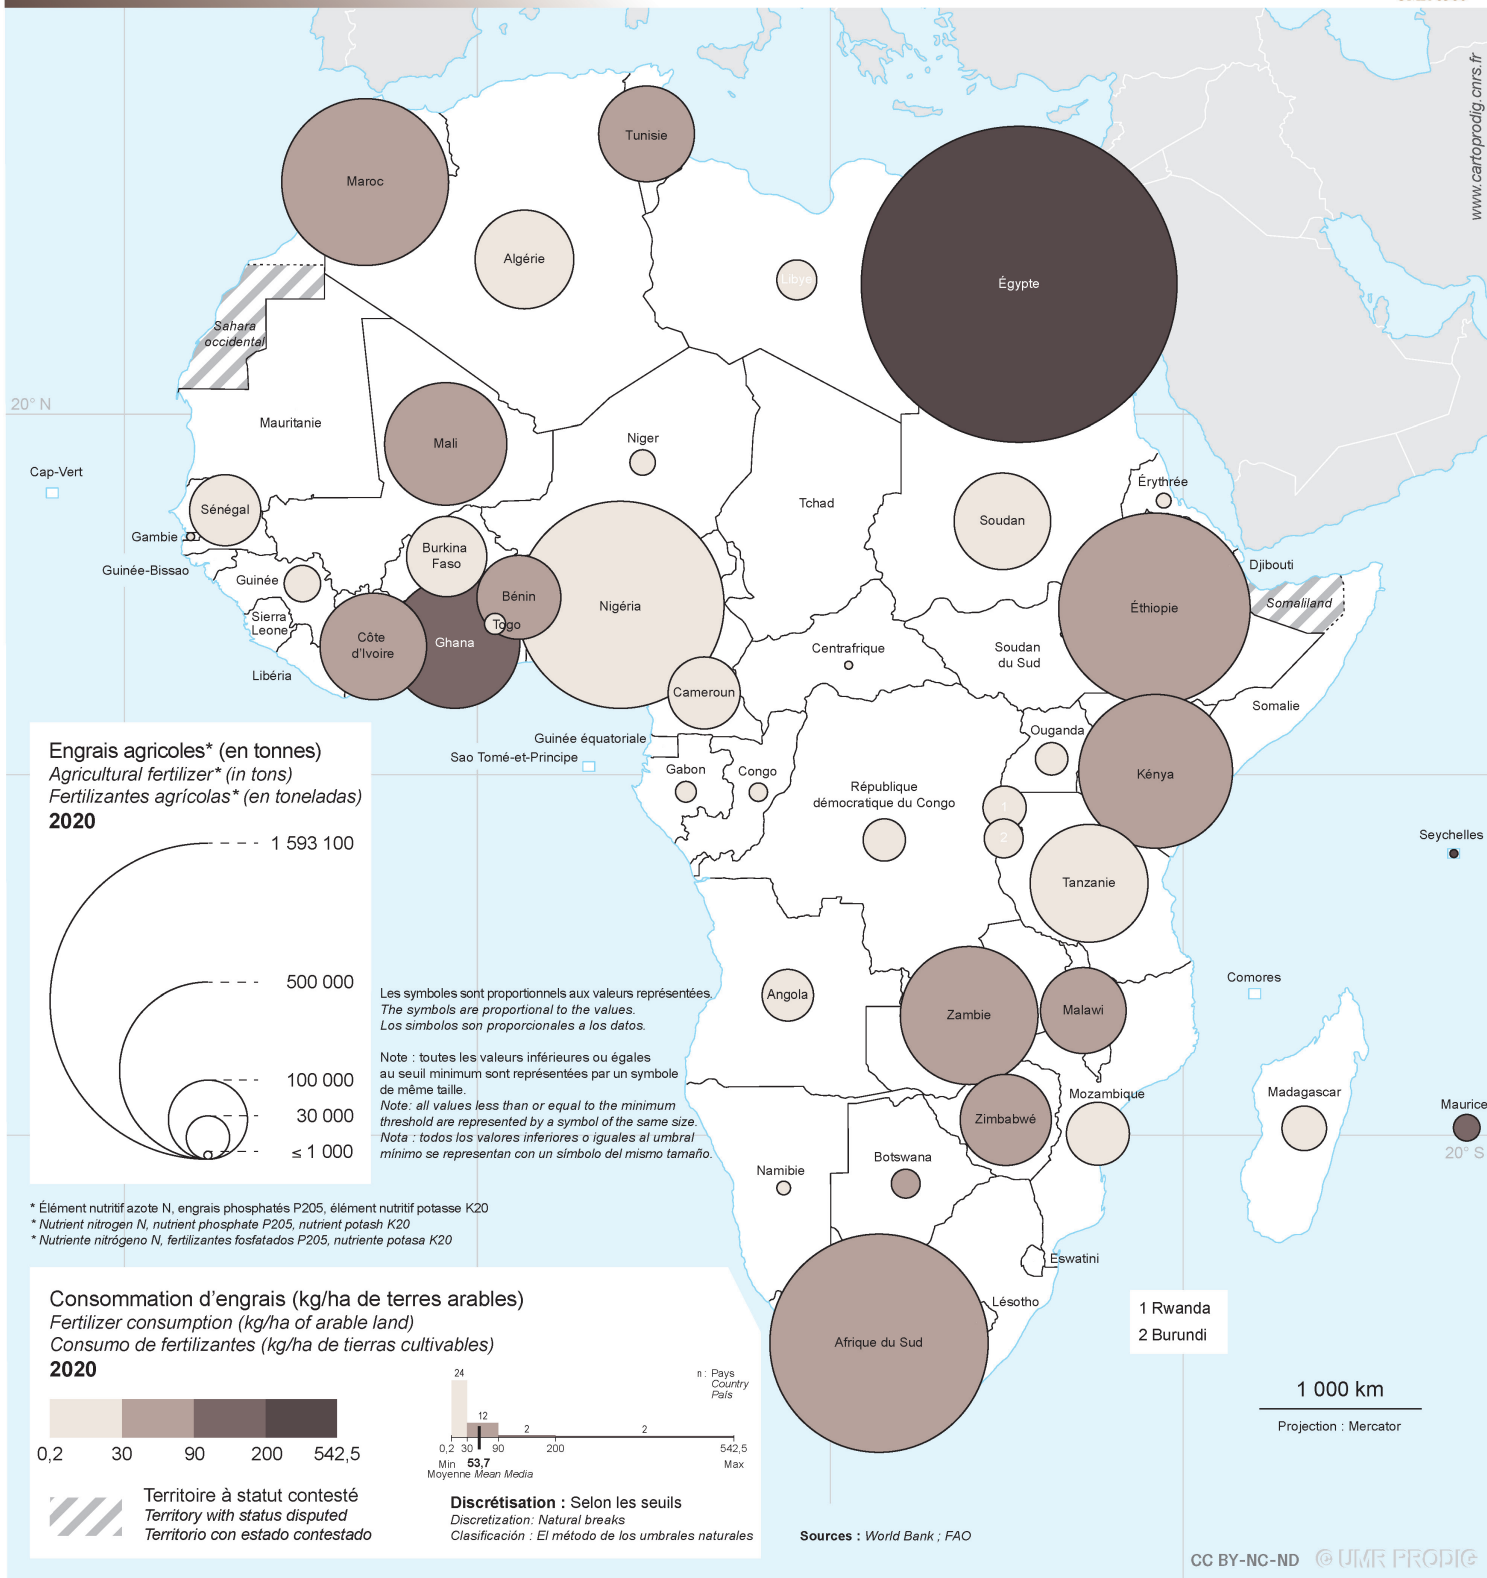 www.cartoprodig.cnrs.fr
Tunisie
Maroc
Algérie
Libye
Égypte
Sahara
occidental
20° N
Mauritanie
Mali
Niger
Cap-Vert
Érythrée
Tchad
Sénégal
Soudan
Gambie
Burkina
Faso
Djibouti
Guinée-Bissao
Guinée
Bénin
Nigéria
Éthiopie
Somaliland
Sierra
Leone
Togo
Côte
d'Ivoire
Ghana
Centrafrique
Soudan
du Sud
Libéria
Cameroun
Somalie
Guinée équatoriale
Ouganda
Sao Tomé-et-Principe
Gabon
Congo
Kénya
République
démocratique du Congo
1
2
Seychelles
Tanzanie
Comores
Angola
Zambie
Malawi
Mozambique
Madagascar
Maurice
Zimbabwé
20° S
Botswana
Namibie
Eswatini
Lésotho
Afrique du Sud
1 Rwanda
2 Burundi
Engrais agricoles* (en tonnes)
Agricultural fertilizer* (in tons)
Fertilizantes agrícolas* (en toneladas)
2020
1 593 100
500 000
100 000
30 000
≤ 1 000
Les symboles sont proportionnels aux valeurs représentées.
The symbols are proportional to the values.
Los simbolos son proporcionales a los datos.
Note : toutes les valeurs inférieures ou égales
au seuil minimum sont représentées par un symbole
de même taille.
Note: all values less than or equal to the minimum
threshold are represented by a symbol of the same size.
Nota : todos los valores inferiores o iguales al umbral
mínimo se representan con un símbolo del mismo tamaño.
* Élément nutritif azote N, engrais phosphatés P205, élément nutritif potasse K20
* Nutrient nitrogen N, nutrient phosphate P205, nutrient potash K20
* Nutriente nitrógeno N, fertilizantes fosfatados P205, nutriente potasa K20
Consommation d'engrais (kg/ha de terres arables)
Fertilizer consumption (kg/ha of arable land)
Consumo de fertilizantes (kg/ha de tierras cultivables)
2020
0,2 30 90 200 542,5
Territoire à statut contesté
Territory with status disputed
Territorio con estado contestado
24
12
2
2
n : Pays
Country
País
0,2 30 90 200 542,5
Min 53,7 Max
Moyenne Mean Media
Discrétisation : Selon les seuils
Discretization: Natural breaks
Clasificación : El método de los umbrales naturales
1 000 km
Projection : Mercator
Sources : World Bank ; FAO
CC BY-NC-ND © UMR PRODIG